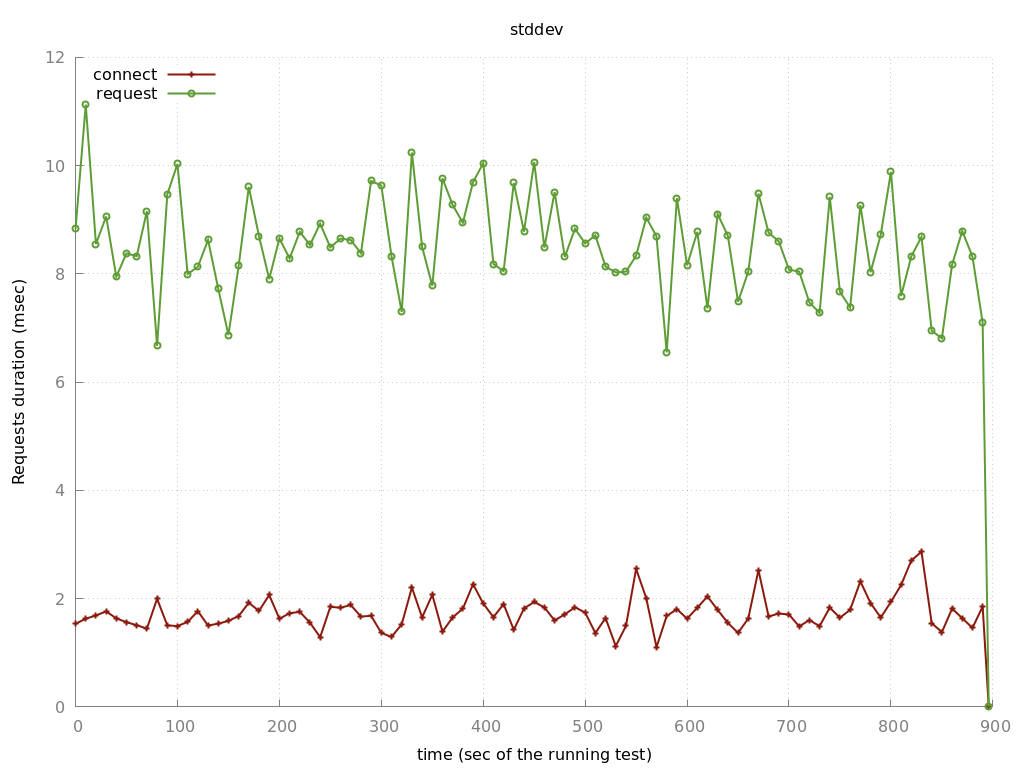 stddev
12
connect
request
10
8
6
4
2
0
Requests duration (msec)
0 100 200 300 400 500 600 700 800 900
time (sec of the running test)